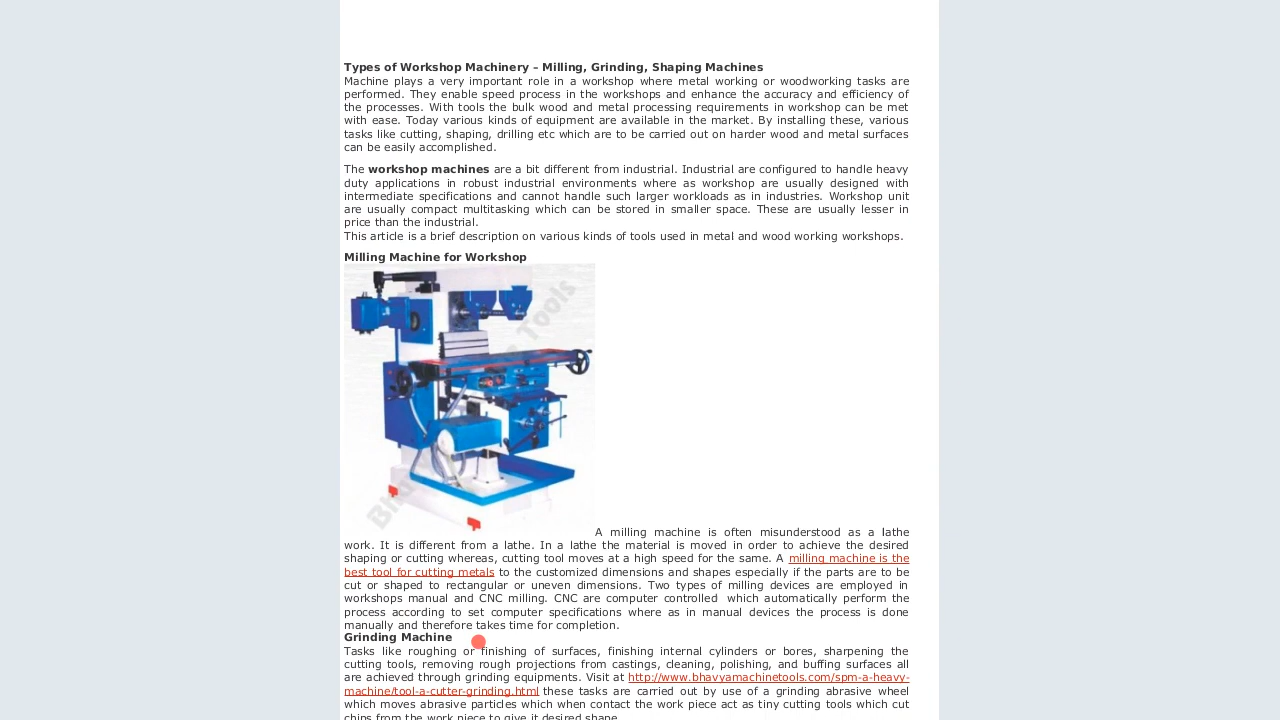 Types of Workshop Machinery – Milling, Grinding, Shaping Machines
Machine plays a very important role in a workshop where metal working or woodworking tasks are
performed. They enable speed process in the workshops and enhance the accuracy and efficiency of
the processes. With tools the bulk wood and metal processing requirements in workshop can be met
with ease. Today various kinds of equipment are available in the market. By installing these, various
tasks like cutting, shaping, drilling etc which are to be carried out on harder wood and metal surfaces
can be easily accomplished.
The workshop machines are a bit different from industrial. Industrial are configured to handle heavy
duty applications in robust industrial environments where as workshop are usually designed with
intermediate specifications and cannot handle such larger workloads as in industries. Workshop unit
are usually compact multitasking which can be stored in smaller space. These are usually lesser in
price than the industrial.
This article is a brief description on various kinds of tools used in metal and wood working workshops.
Milling Machine for Workshop
Tools
A milling machine is often misunderstood as a lathe
work. It is different from a lathe. In a lathe the material is moved in order to achieve the desired
shaping or cutting whereas, cutting tool moves at a high speed for the same. A milling machine is the
best tool for cutting metals to the customized dimensions and shapes especially if the parts are to be
cut or shaped to rectangular or uneven dimensions. Two types of milling devices are employed in
workshops manual and CNC milling. CNC are computer controlled which automatically perform the
process according to set computer specifications where as in manual devices the process is done
manually and therefore takes time for completion.
Grinding Machine
Tasks like roughing or finishing of surfaces, finishing internal cylinders or bores, sharpening the
cutting tools, removing rough projections from castings, cleaning, polishing, and buffing surfaces all
are achieved through grinding equipments. Visit at http://www.bhavyamachinetools.com/spm-a-heavy-
machine/tool-a-cutter-grinding.html these tasks are carried out by use of a grinding abrasive wheel
which moves abrasive particles which when contact the work piece act as tiny cutting tools which cut
chips from the work piece to give it desired shape.